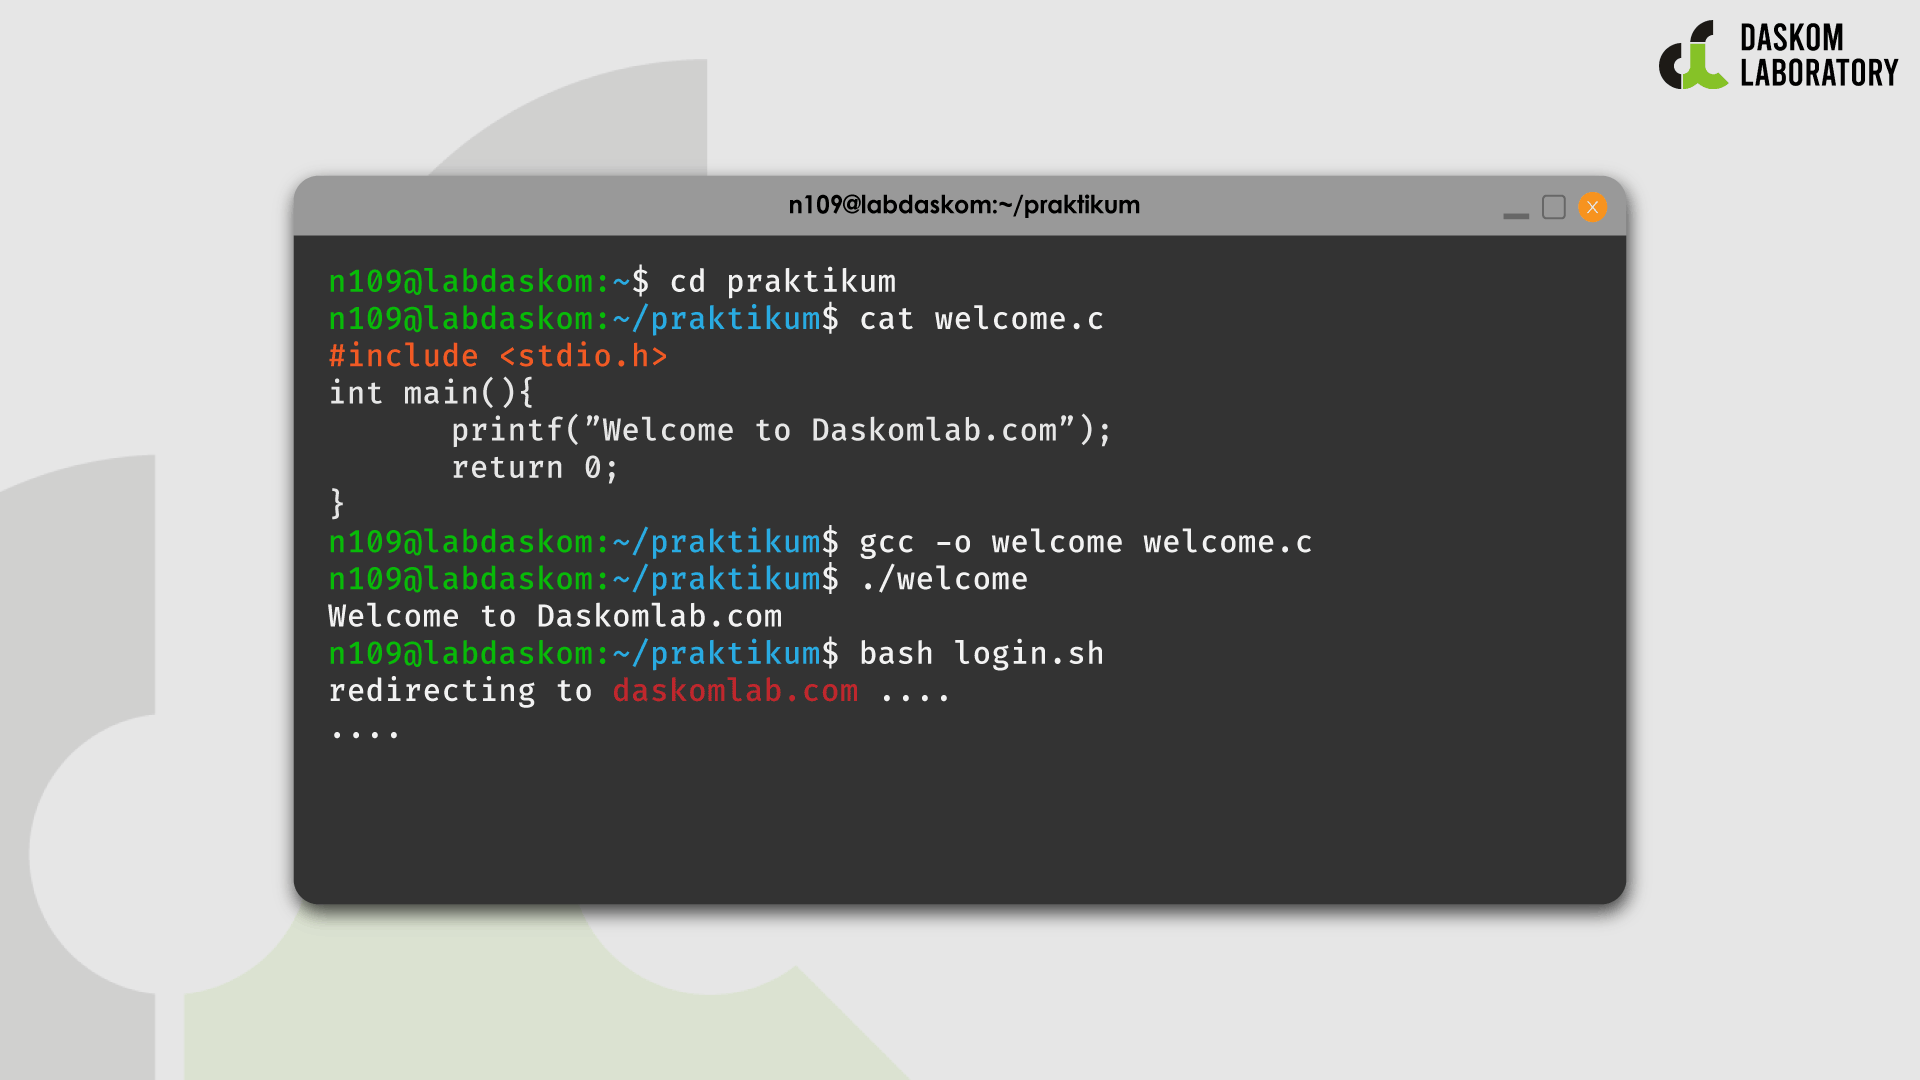 DASKOM
LABORATORY
n109@labdaskom:~/praktikum
X
n109@labdaskom:~$ cd praktikum
n109@labdaskom:~/praktikum$ cat welcome.c
#include <stdio.h>
int main(){
printf(”Welcome to Daskomlab.com”);
return 0;
}
n109@labdaskom:~/praktikum$ gcc -o welcome welcome.c
n109@labdaskom:~/praktikum$ ./welcome
Welcome to Daskomlab.com
n109@labdaskom:~/praktikum$ bash login.sh
redirecting to daskomlab.com ....
....